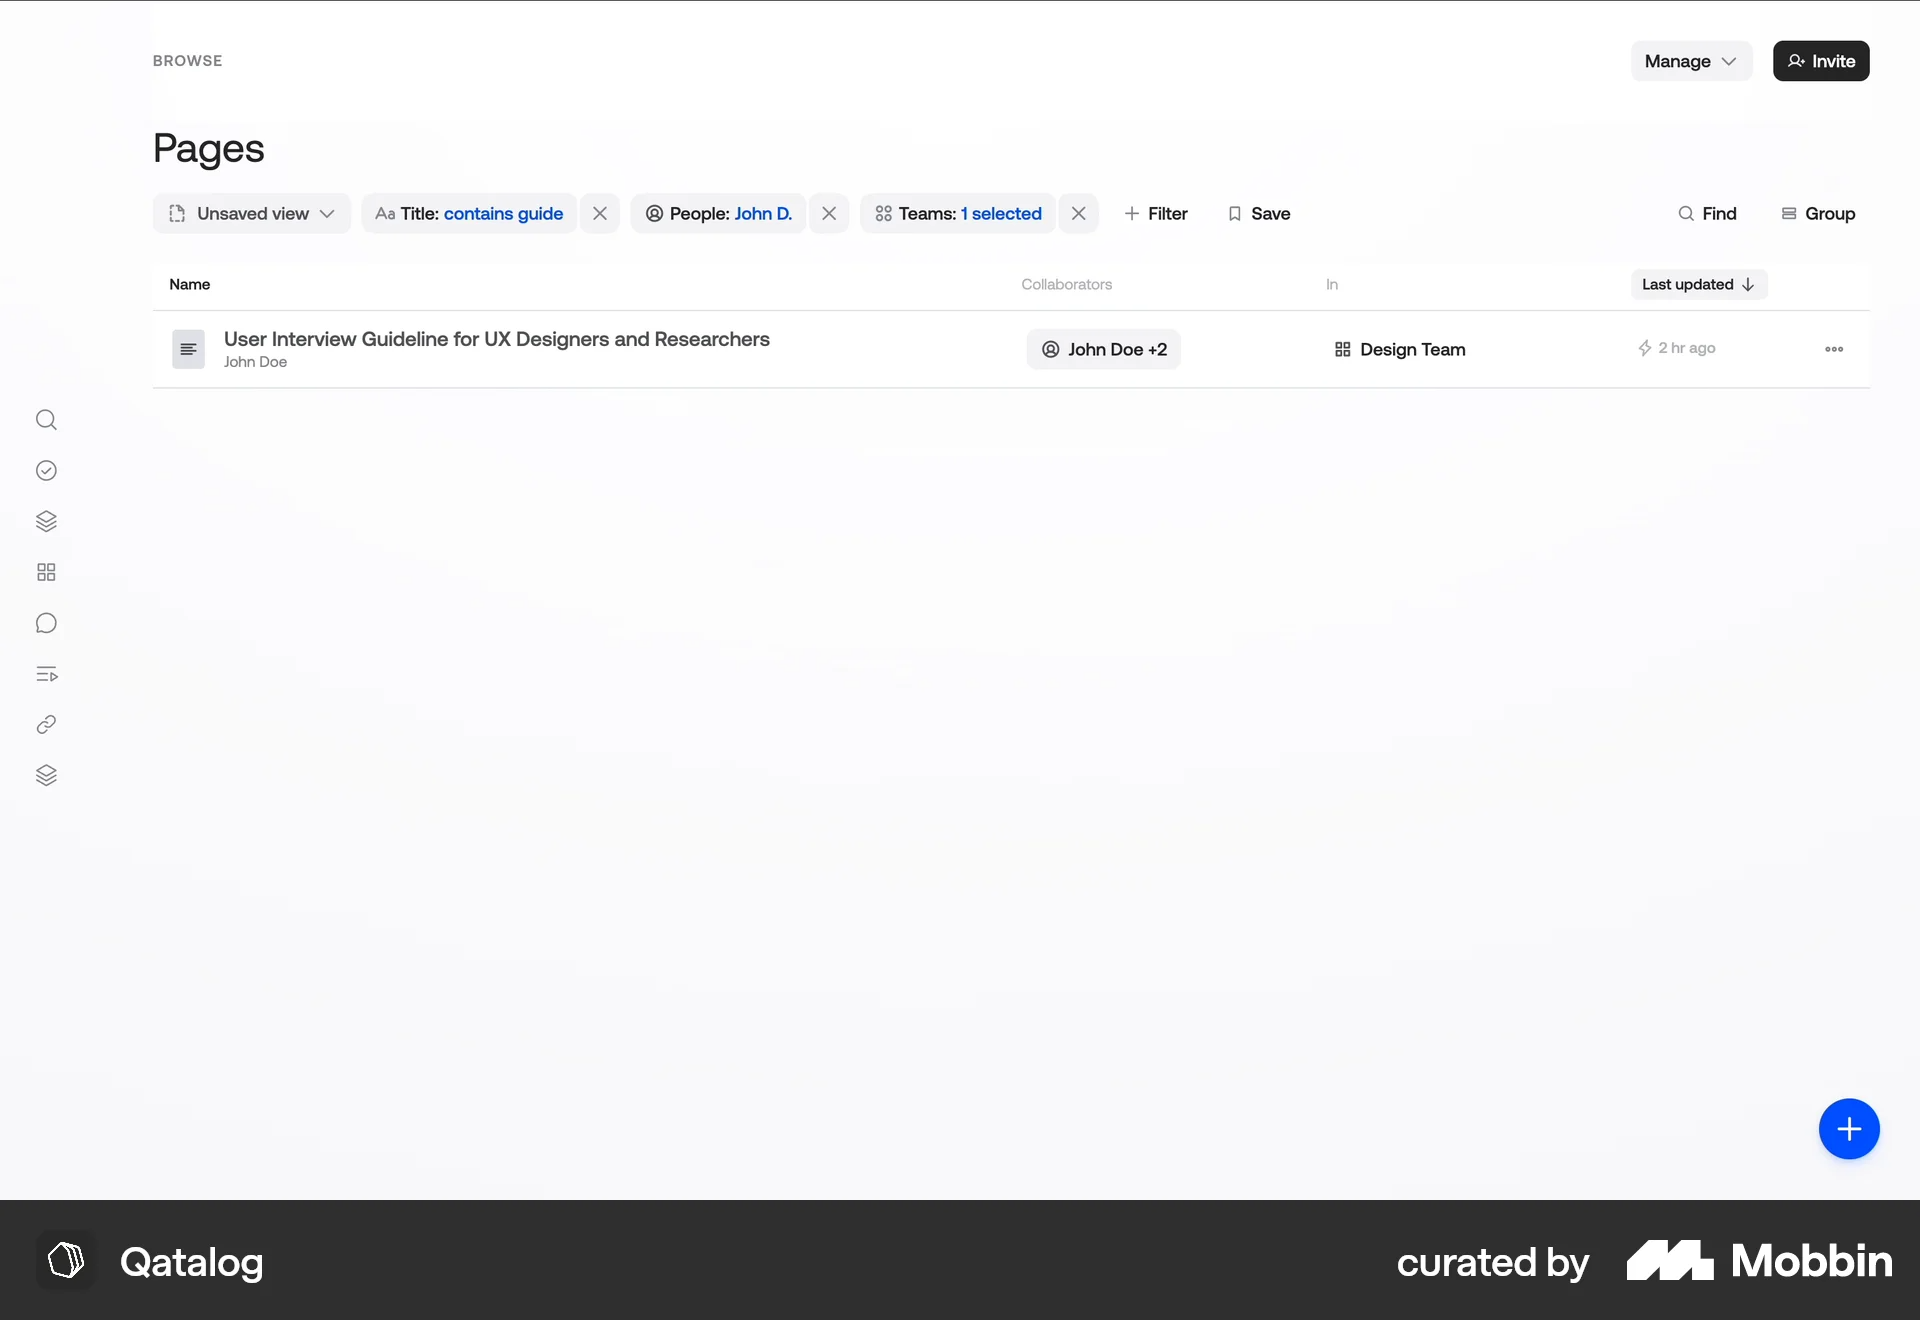 BROWSE
Manage
Invite
Pages
Unsaved view
Aa Title: contains guide
People: John D.
Teams: 1 selected
Filter
Save
Find
Group
Name
Collaborators
In
Last updated
User Interview Guideline for UX Designers and Researchers
John Doe
John Doe +2
Design Team
2 hr ago
Qatalog
curated by
Mobbin